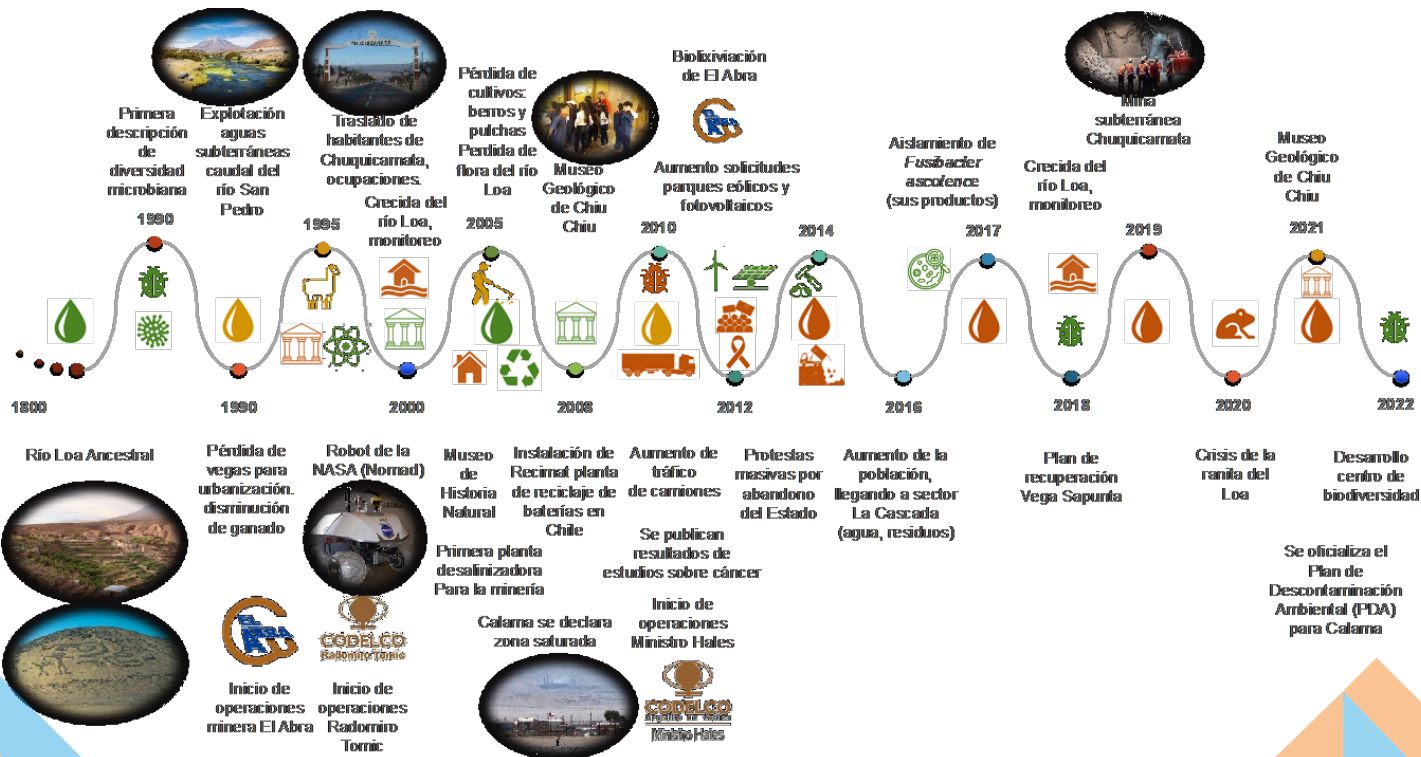 Primera
descripción
de
diversidad
microbiana
1990
Explotación
aguas
subterráneas
caudal del
río San
Pedro
CHUQUICAMATA
Traslado de
habitantes de
Chuquicamata,
ocupaciones.
1995
Crecida del
río Loa,
monitoreo
Pérdida de
cultivos:
berros y
pulchas
Perdida de
flora del río
Loa
2005
Museo
Geológico
de Chiu
Chiu
Biolixiviación
de El Abra
EL ABRA
Aumento solicitudes
parques eólicos y
fotovoltaicos
2010
2014
Aislamiento de
Fusibacter
ascolence
(sus productos)
2017
Crecida del
río Loa,
monitoreo
Mina
subterránea
Chuquicamata
2019
Museo
Geológico
de Chiu
Chiu
2021
1800
1990
2000
2008
2012
2016
2018
2020
2022
Río Loa Ancestral
Pérdida de
vegas para
urbanización.
disminución
de ganado
EL ABRA
Inicio de
operaciones
minera El Abra
Robot de la
NASA (Nomad)
NASA
CODELCO
Radomiro Tomic
Inicio de
operaciones
Radomiro
Tomic
Museo
de
Historia
Natural
Primera planta
desalinizadora
Para la minería
Instalación de
Recimat planta
de reciclaje de
baterías en
Chile
Calama se declara
zona saturada
Aumento de
tráfico
de camiones
Se publican
resultados de
estudios sobre cáncer
Inicio de
operaciones
Ministro Hales
CODELCO
Ministro Hales
Protestas
masivas por
abandono
del Estado
Aumento de la
población,
llegando a sector
La Cascada
(agua, residuos)
Plan de
recuperación
Vega Sapunta
Crisis de la
ranita del
Loa
Desarrollo
centro de
biodiversidad
Se oficializa el
Plan de
Descontaminación
Ambiental (PDA)
para Calama